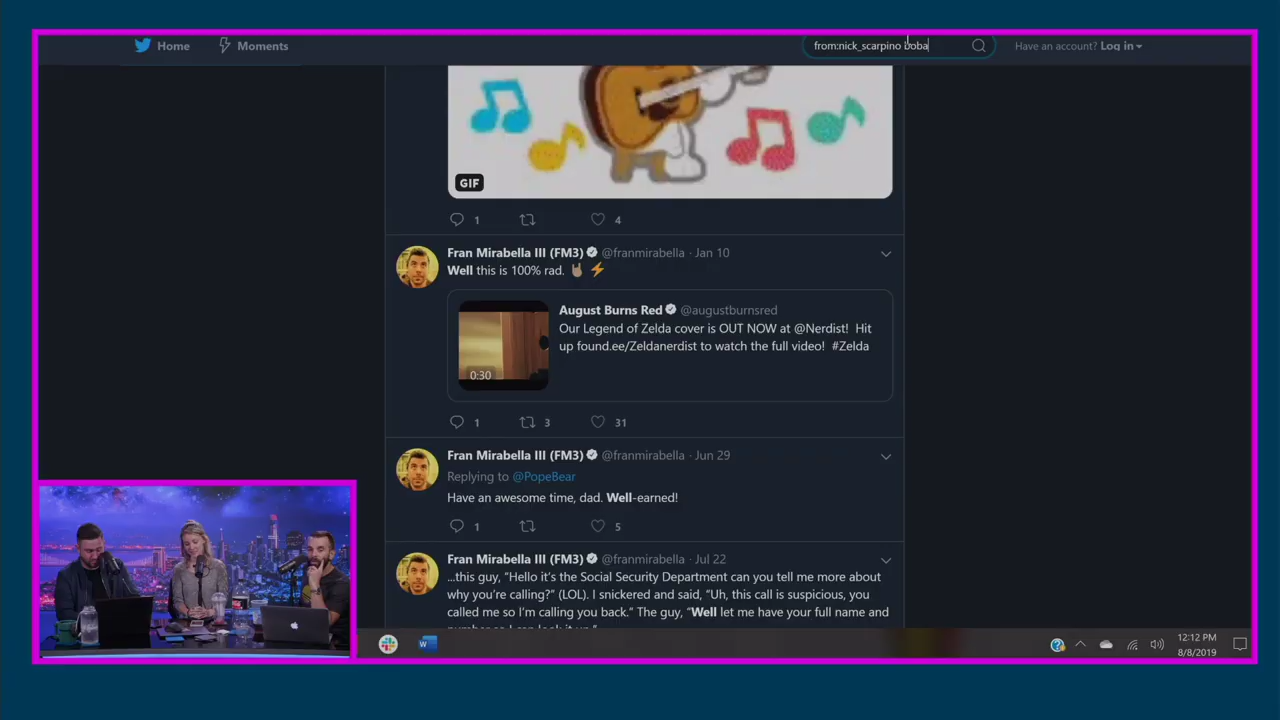 Home
Moments
from:nick_scarpino boba
Have an account? Log in
GIF
1
4
Fran Mirabella III (FM3) @franmirabella · Jan 10
Well this is 100% rad. 🤘🏽 ⚡
August Burns Red @augustburnsred
Our Legend of Zelda cover is OUT NOW at @Nerdist! Hit
up found.ee/Zeldanerdist to watch the full video! #Zelda
0:30
1
3
31
Fran Mirabella III (FM3) @franmirabella · Jun 29
Replying to @PopeBear
Have an awesome time, dad. Well-earned!
1
5
Fran Mirabella III (FM3) @franmirabella · Jul 22
...this guy, “Hello it's the Social Security Department can you tell me more about
why you're calling?” (LOL). I snickered and said, “Uh, this call is suspicious, you
called me so I'm calling you back.” The guy, “Well let me have your full name and
number so I can look it up.”
12:12 PM
8/8/2019